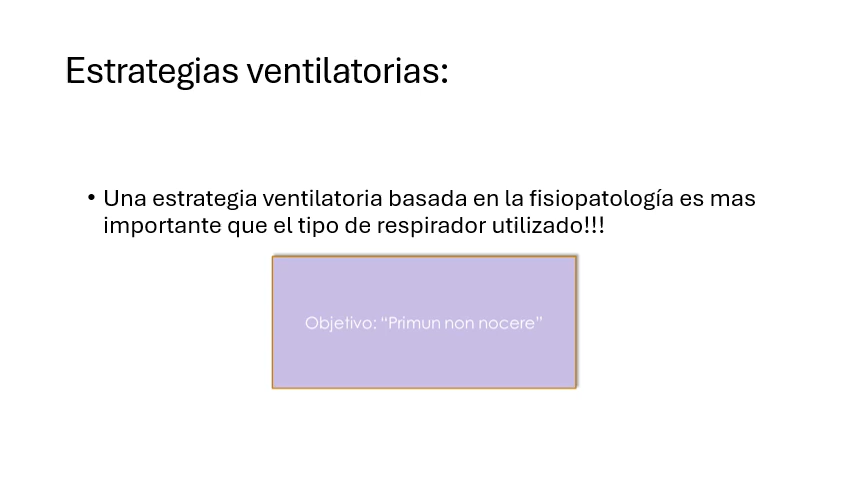 Estrategias ventilatorias:
• Una estrategia ventilatoria basada en la fisiopatología es mas
importante que el tipo de respirador utilizado!!!
Objetivo: “Primun non nocere”